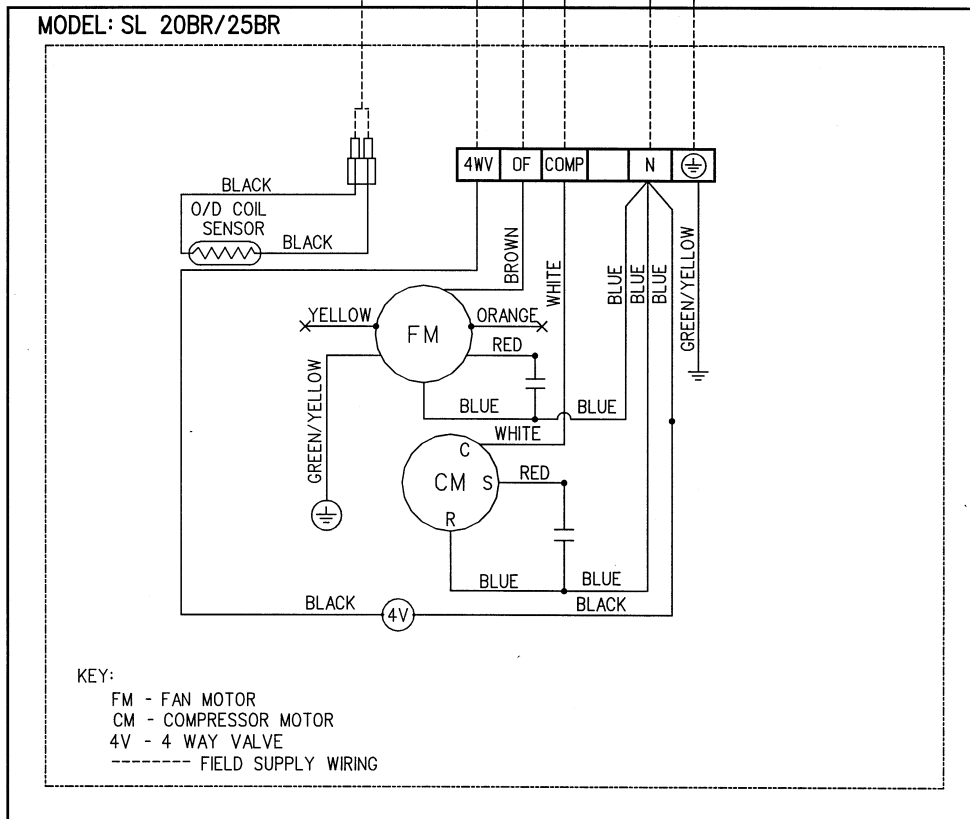 MODEL: SL 20BR/25BR
4WV OF COMP N
BLACK
O/D COIL
SENSOR
BLACK
BROWN
WHITE
BLUE
BLUE
BLUE
GREEN/YELLOW
YELLOW
FM
ORANGE
RED
GREEN/YELLOW
BLUE
BLUE
WHITE
C
CM
S
RED
R
BLUE
BLUE
BLACK
4V
BLACK
KEY:
FM - FAN MOTOR
CM - COMPRESSOR MOTOR
4V - 4 WAY VALVE
-------- FIELD SUPPLY WIRING